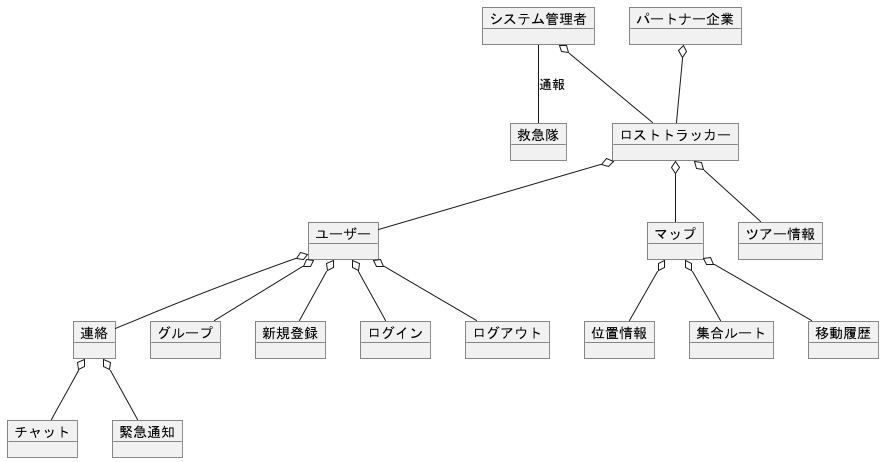 システム管理者
パートナー企業
通報
救急隊
ロストトラッカー
ユーザー
マップ
ツアー情報
連絡
グループ
新規登録
ログイン
ログアウト
位置情報
集合ルート
移動履歴
チャット
緊急通知